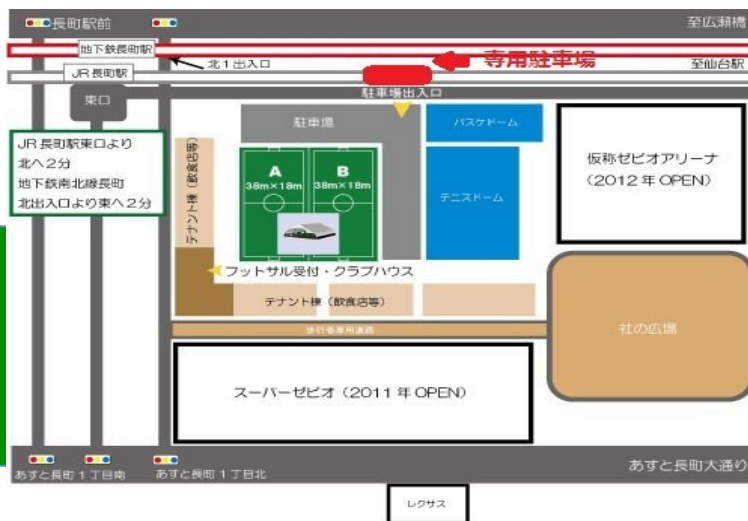 長町駅前
至広瀬橋
地下鉄長町駅
北1出入口
専用駐車場
至仙台駅
JR長町駅
東口
駐車場出入口
JR長町駅東口より
北へ2分
地下鉄南北線長町
北出入口より東へ2分
テナント棟(飲食店等)
駐車場
A
38m×18m
B
38m×18m
バスケドーム
テニスドーム
仮称ゼビオアリーナ
(2012年OPEN)
フットサル受付・クラブハウス
テナント棟(飲食店等)
歩行者専用道路
杜の広場
スーパーゼビオ(2011年OPEN)
あすと長町1丁目南
あすと長町1丁目北
あすと長町大通り
レクサス